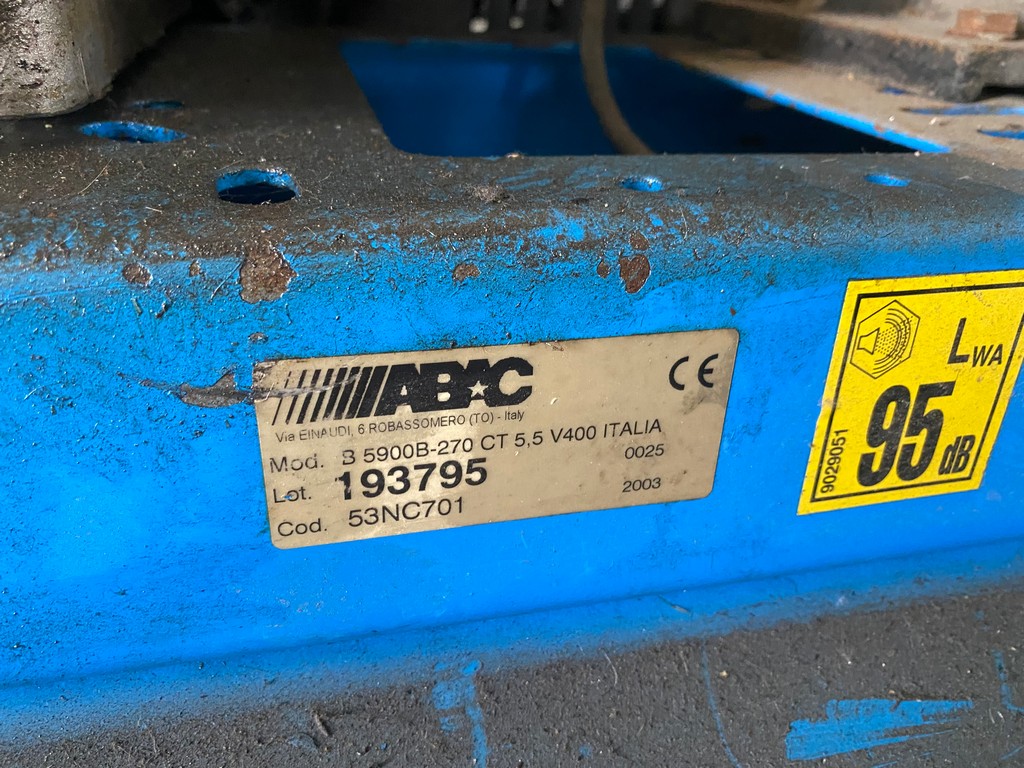 ABAC
CE
Via EINAUDI, 6 ROBASSOMERO (TO) - Italy
Mod. B 5900B-270 CT 5,5 V400 ITALIA
Lot. 193795 0025
Cod. 53NC701 2003
LWA
95 dB
9029051